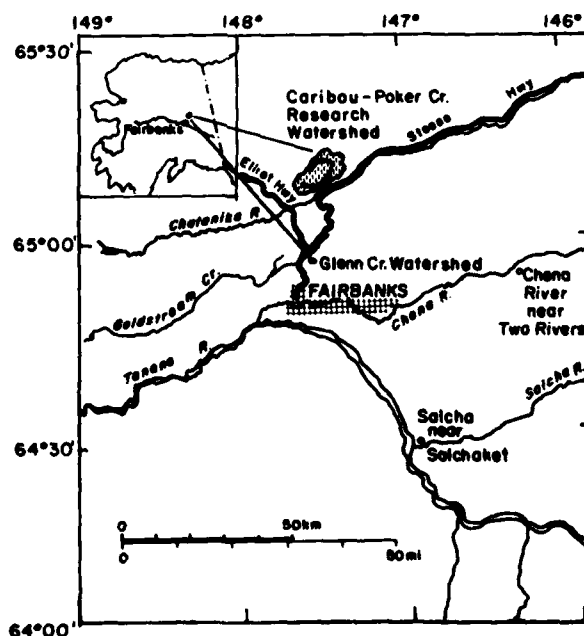 149° 148° 147° 146°
65°30'
Fairbanks
Caribou-Poker Cr.
Research
Watershed
Steese Hwy
Elliot Hwy
Chatanika R.
65°00'
Glenn Cr. Watershed
Goldstream Cr.
FAIRBANKS
Chena R.
Chena
River
near
Two Rivers
Tanana R.
Salcha R.
Salcha
near
Salchaket
64°30'
0 50km
0 50mi
64°00'